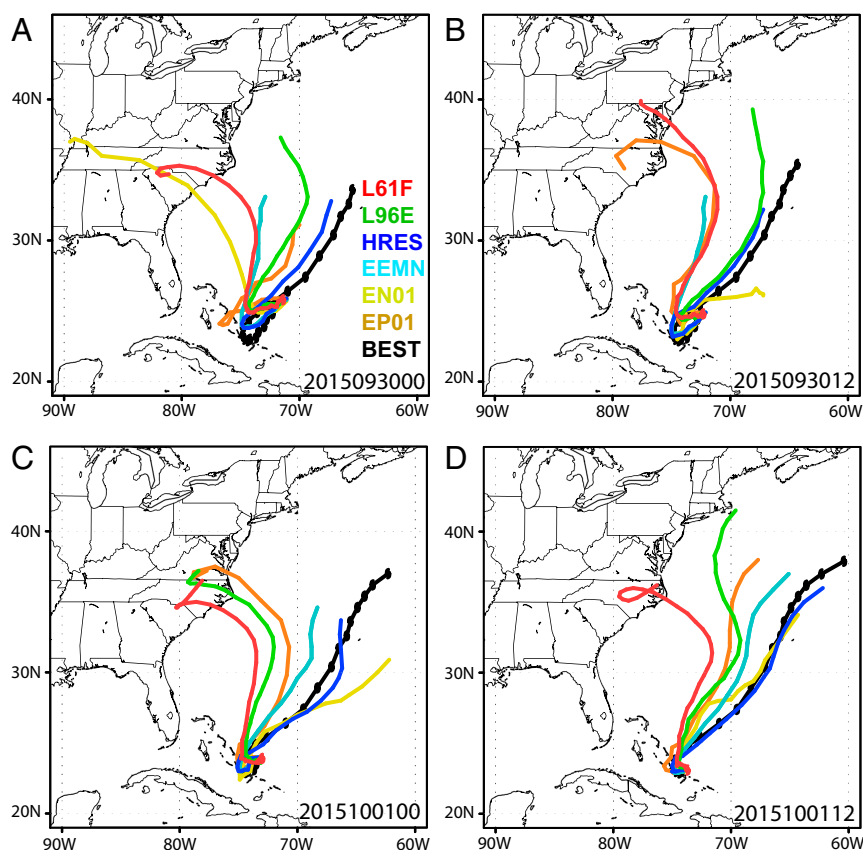 A
B
40N
30N
20N
L61F
L96E
HRES
EEMN
EN01
EP01
BEST
2015093000
90W
80W
70W
60W
40N
30N
20N
2015093012
90W
80W
70W
60W
C
D
40N
30N
20N
2015100100
90W
80W
70W
60W
40N
30N
20N
2015100112
90W
80W
70W
60W